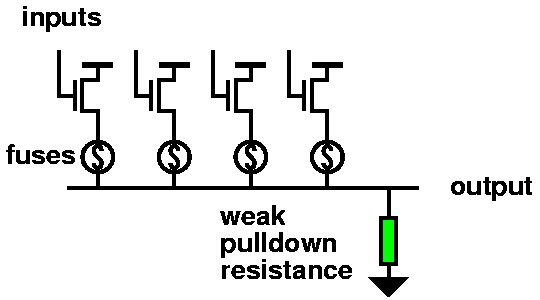 inputs
fuses
output
weak
pulldown
resistance